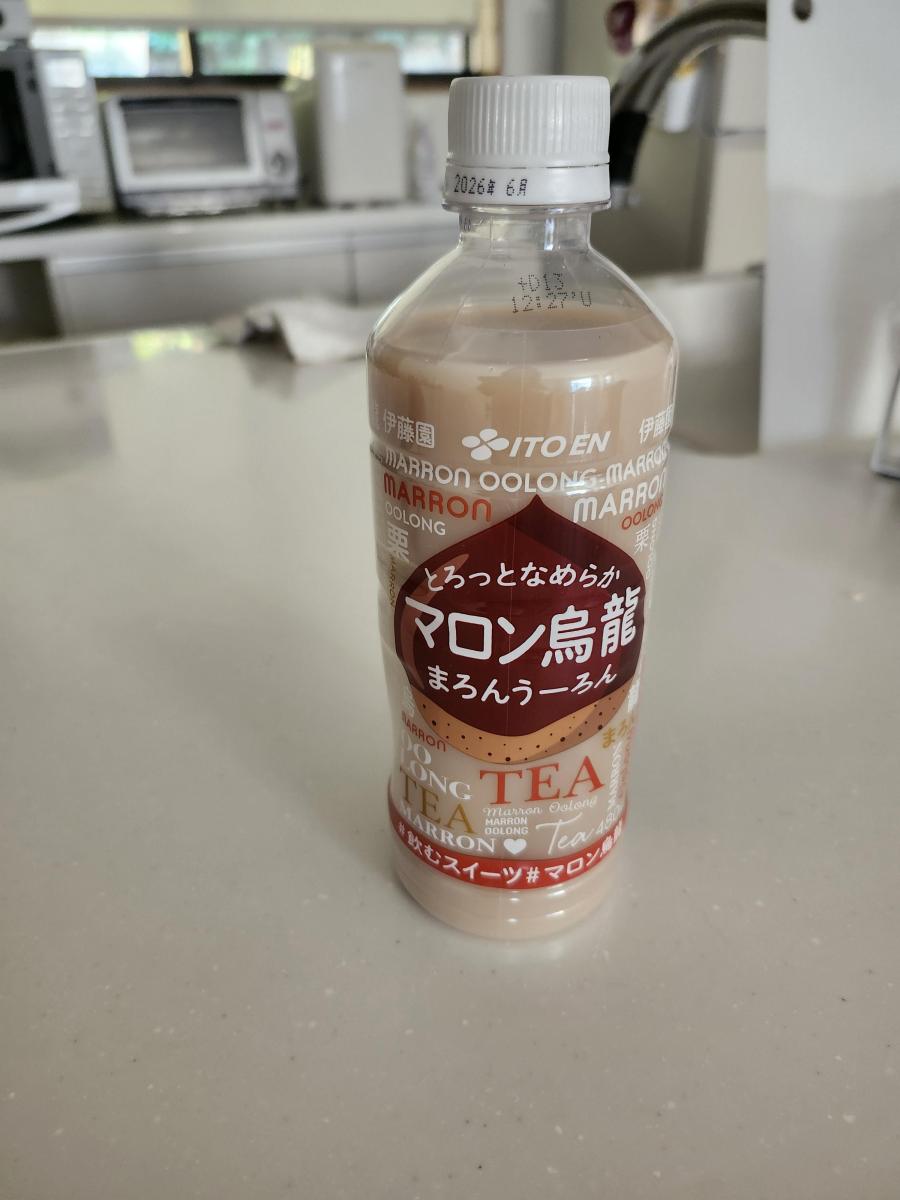 2026年 6月
+D13
12:27'U
伊藤園
ITO EN
伊藤
MARRON OOLONG
MARRON
OOLONG
MARRON
OOLONG
栗
栗
MARRON
とろっとなめらか
マロン烏龍
まろんうーろん
MARRON
TEA
TEA
Marron Oolong
MARRON
OOLONG
Tea
MARRON
#飲むスイーツ#マロン烏